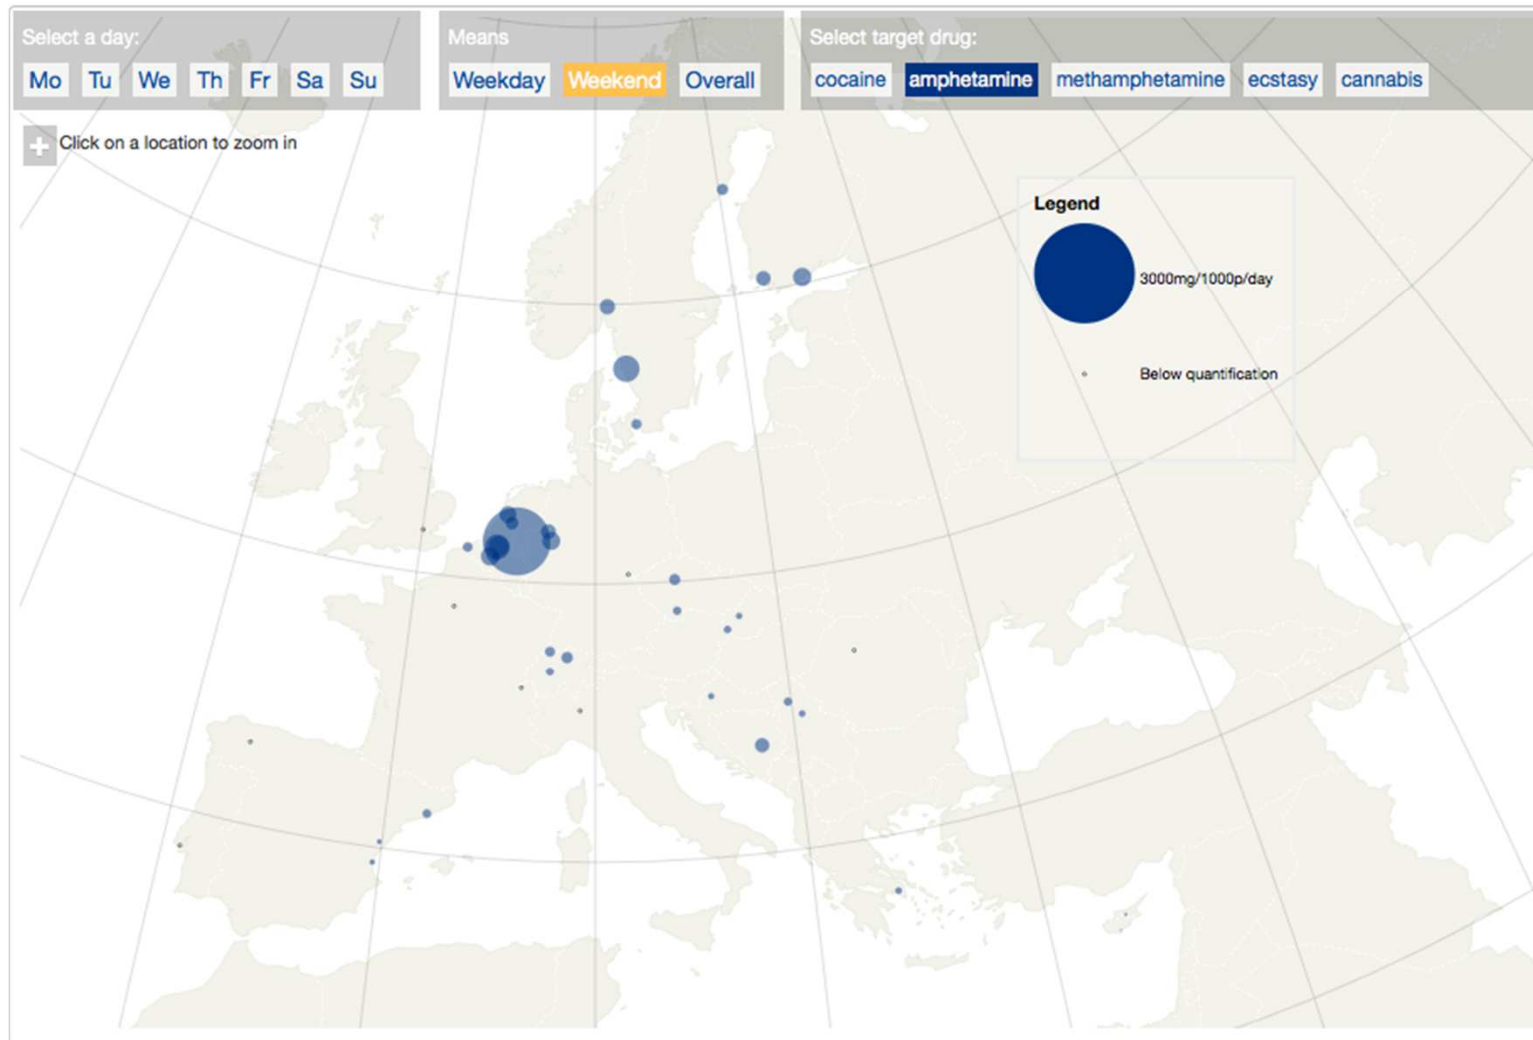 Select a day:
Mo Tu We Th Fr Sa Su
Means
Weekday Weekend Overall
Select target drug:
cocaine amphetamine methamphetamine ecstasy cannabis
+ Click on a location to zoom in
Legend
3000mg/1000p/day
Below quantification